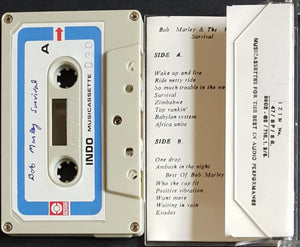 A
Bob Marley Survival
INDO MUSICASSETTE
Bob Marley & The
Survival
SIDE A.
Wake up and live
Ride natty ride
So much trouble in the
Survival
Zimbabwe
Top rankin'
Babylon system
Africa unite
SIDE B.
One drop
Ambush in the night
Best Of Bob Marley
Who the cap fit
Positive vibration
Want more
Waiting in vain
Exodus
MUSICASSETTES FOR THE BEST IN AUDIO PERFORMANCE